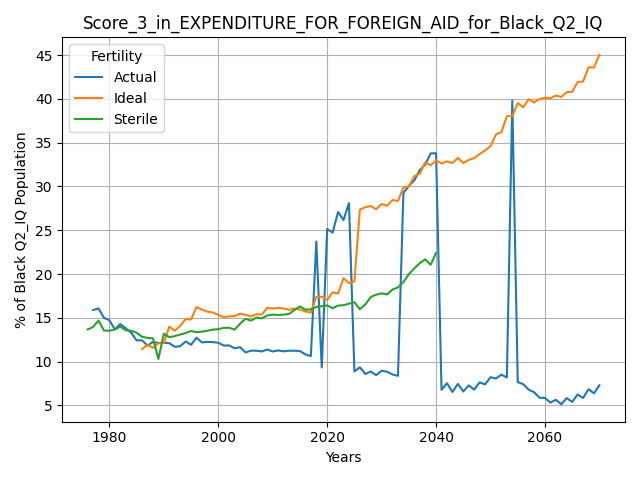 Score_3_in_EXPENDITURE_FOR_FOREIGN_AID_for_Black_Q2_IQ
Fertility
Actual
Ideal
Sterile
% of Black Q2_IQ Population
45
40
35
30
25
20
15
10
5
1980 2000 2020 2040 2060
Years